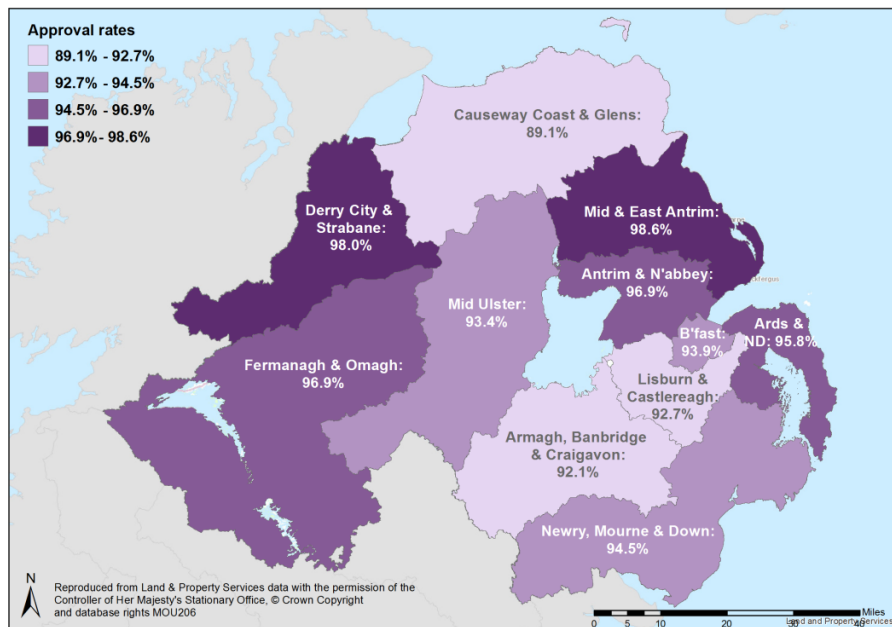 Approval rates
89.1% - 92.7%
92.7% - 94.5%
94.5% - 96.9%
96.9%- 98.6%
Causeway Coast & Glens:
89.1%
Derry City &
Strabane:
98.0%
Mid & East Antrim:
98.6%
Antrim & N'abbey:
96.9%
Mid Ulster:
93.4%
B'fast:
93.9%
Ards &
ND: 95.8%
Fermanagh & Omagh:
96.9%
Lisburn &
Castlereagh:
92.7%
Armagh, Banbridge
& Craigavon:
92.1%
Newry, Mourne & Down:
94.5%
N
Reproduced from Land & Property Services data with the permission of the
Controller of Her Majesty's Stationary Office, © Crown Copyright
and database rights MOU206
Miles
0 5 10 20 30 40
Land and Property Services